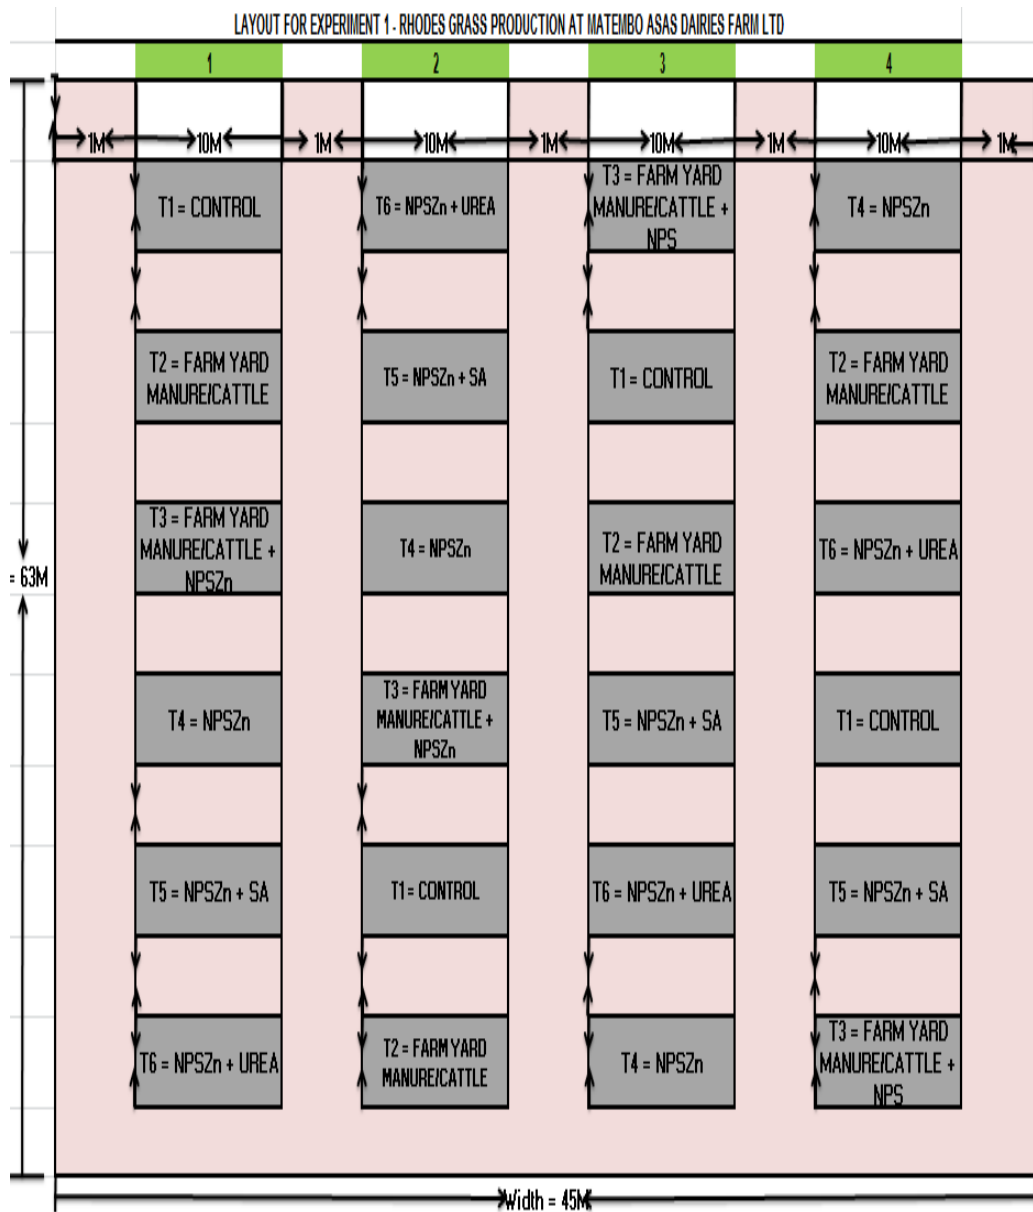 LAYOUT FOR EXPERIMENT 1 - RHODES GRASS PRODUCTION AT MATEMBO ASAS DAIRIES FARM LTD
1 2 3 4
1M 10M 1M 10M 1M 10M 1M 10M 1M
T1 = CONTROL
T6 = NPSZn + UREA
T3 = FARM YARD
MANURE/CATTLE +
NPS
T4 = NPSZn
T2 = FARM YARD
MANURE/CATTLE
T5 = NPSZn + SA
T1 = CONTROL
T2 = FARM YARD
MANURE/CATTLE
T3 = FARM YARD
MANURE/CATTLE +
NPSZn
T4 = NPSZn
T2 = FARM YARD
MANURE/CATTLE
T6 = NPSZn + UREA
= 63M
T4 = NPSZn
T3 = FARM YARD
MANURE/CATTLE +
NPSZn
T5 = NPSZn + SA
T1 = CONTROL
T5 = NPSZn + SA
T1 = CONTROL
T6 = NPSZn + UREA
T5 = NPSZn + SA
T6 = NPSZn + UREA
T2 = FARM YARD
MANURE/CATTLE
T4 = NPSZn
T3 = FARM YARD
MANURE/CATTLE +
NPS
Width = 45M